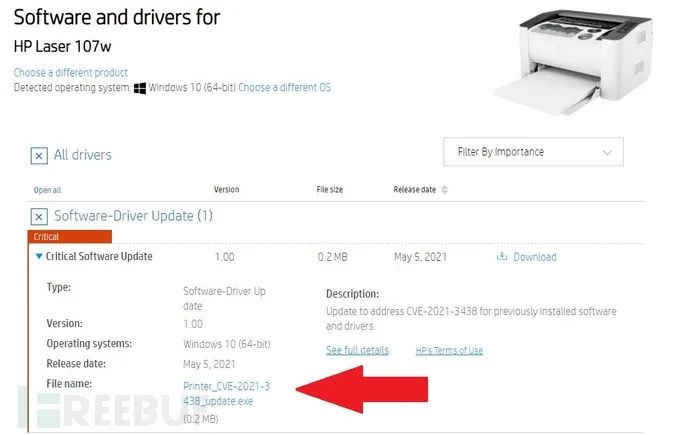 Software and drivers for
HP Laser 107w
Choose a different product
Detected operating system: Windows 10 (64-bit) Choose a different OS
All drivers
Filter By Importance
Open all Version File size Release date
Software-Driver Update (1)
Critical
Critical Software Update 1.00 0.2 MB May 5, 2021 Download
Type: Software-Driver Up
date
Version: 1.00
Operating systems: Windows 10 (64-bit)
Release date: May 5, 2021
File name: Printer_CVE-2021-3
438_update.exe
(0.2 MB)
Description:
Update to address CVE-2021-3438 for previously installed software
and drivers.
See full details HP's Terms of Use
FREEBUF